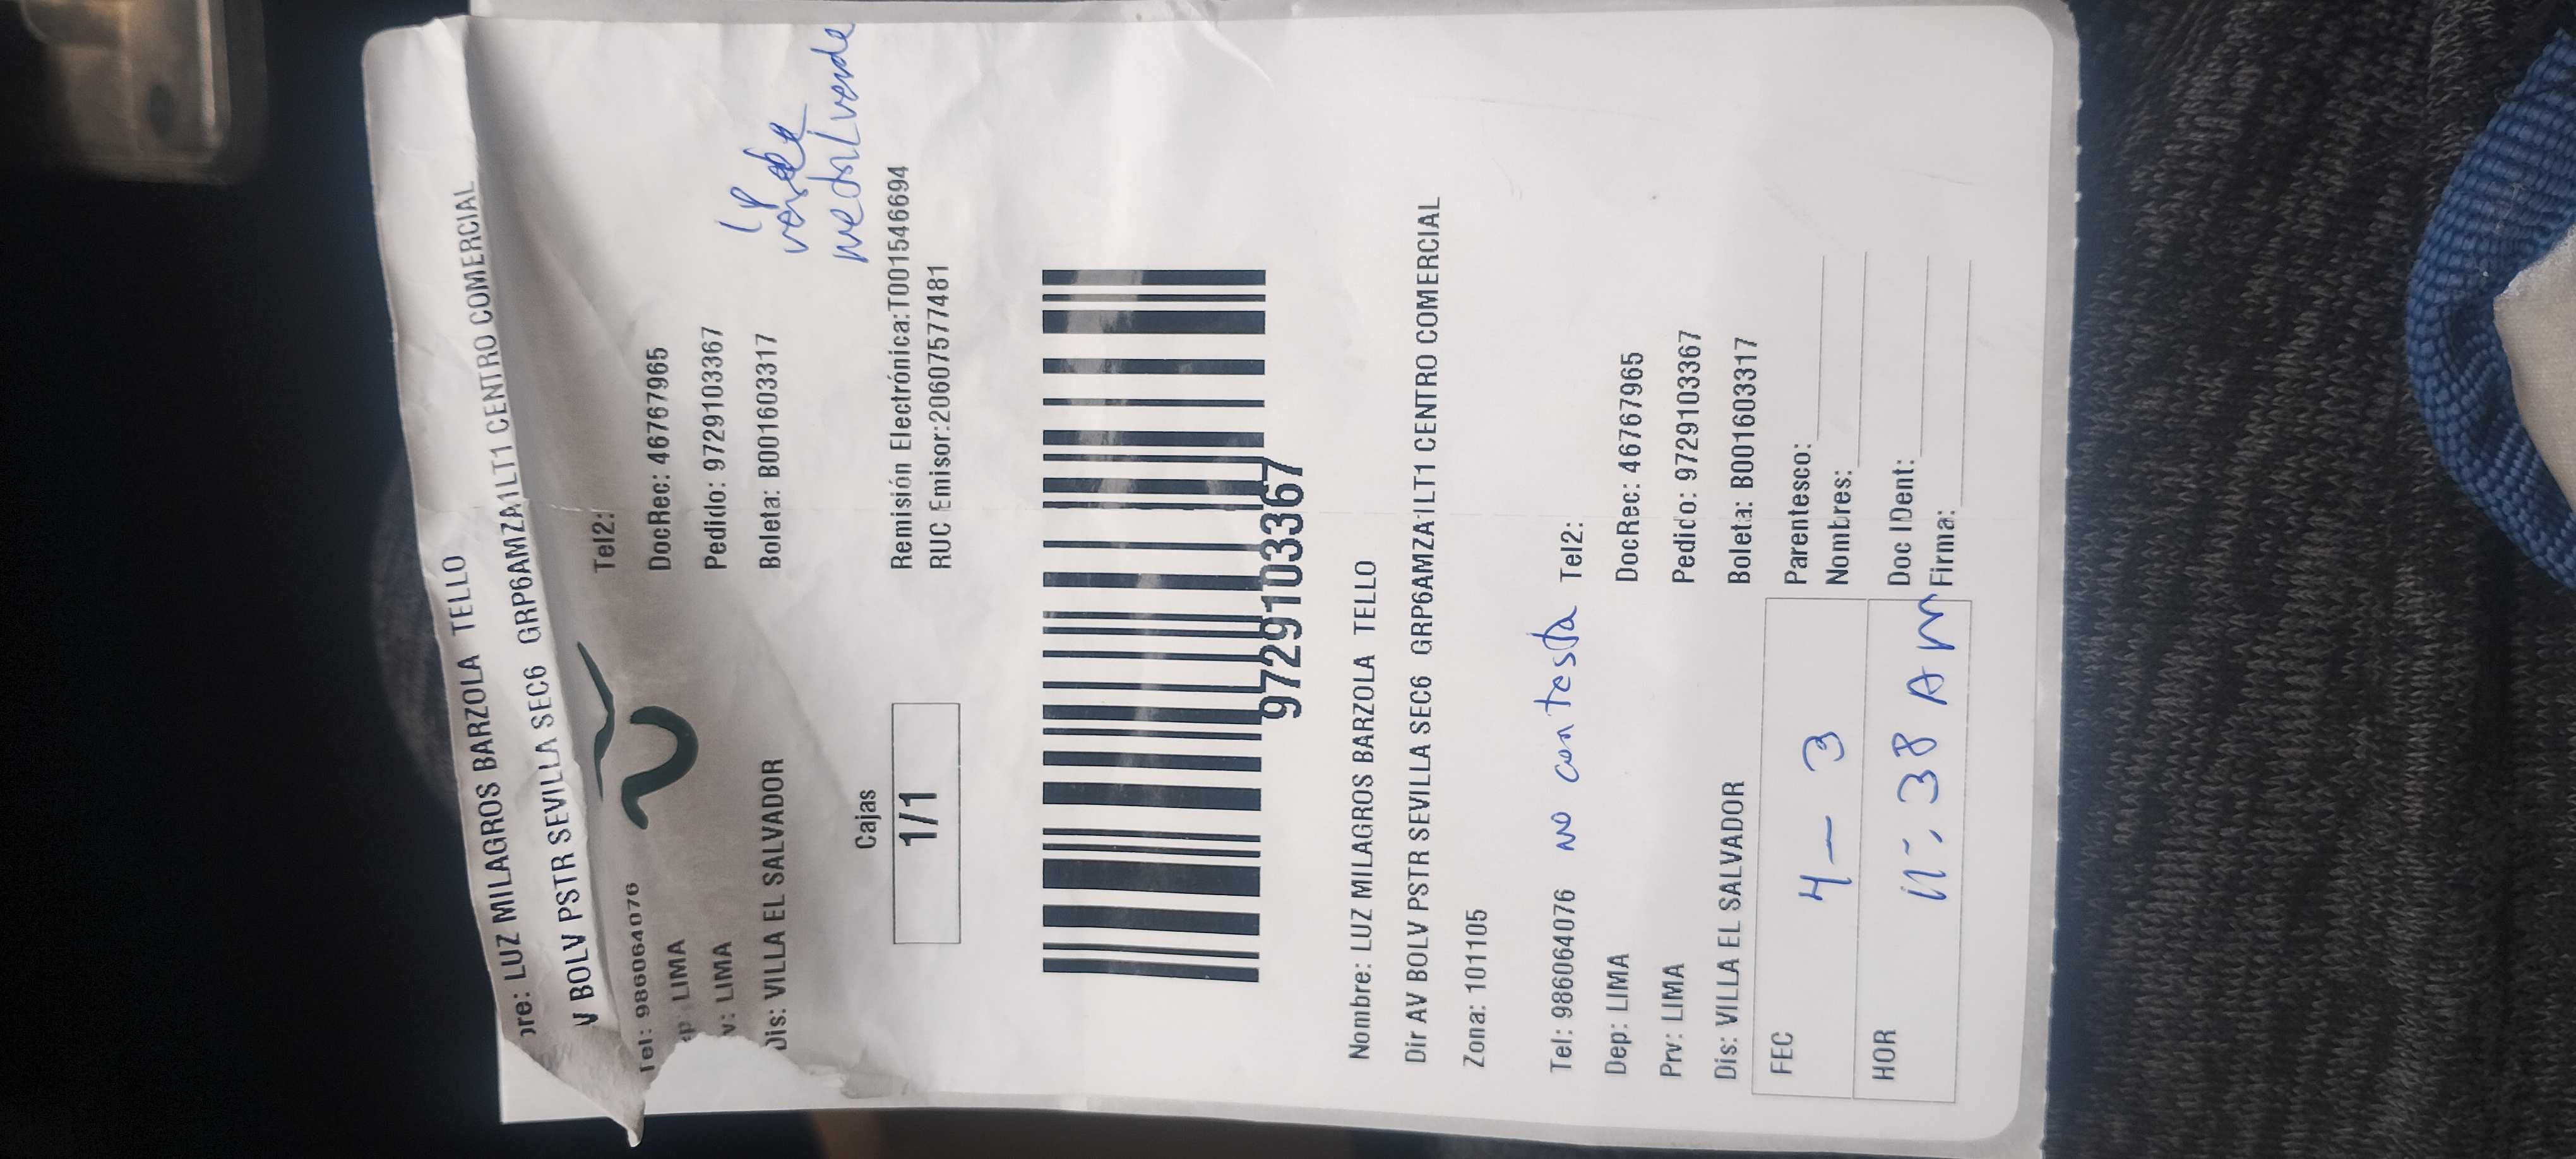 bre: LUZ MILAGROS BARZOLA TELLO
V BOLV PSTR SEVILLA SEC6 GRP6AMZA1LT1 CENTRO COMERCIAL
Tel: 986064076 Tel2:
ep: LIMA DocRec: 46767965
v: LIMA Pedido: 9729103367
Dis: VILLA EL SALVADOR Boleta: B001603317
verde
Cajas
1/1
Remisión Electrónica:T001546694
RUC Emisor:20607577481
9729103367
Nombre: LUZ MILAGROS BARZOLA TELLO
Dir AV BOLV PSTR SEVILLA SEC6 GRP6AMZA1LT1 CENTRO COMERCIAL
Zona: 101105
Tel: 986064076 no contesta Tel2:
Dep: LIMA DocRec: 46767965
Prv: LIMA Pedido: 9729103367
Dis: VILLA EL SALVADOR Boleta: B001603317
FEC 4-3 Parentesco:
Nombres:
HOR 11:38 Am Doc IDent:
Firma: